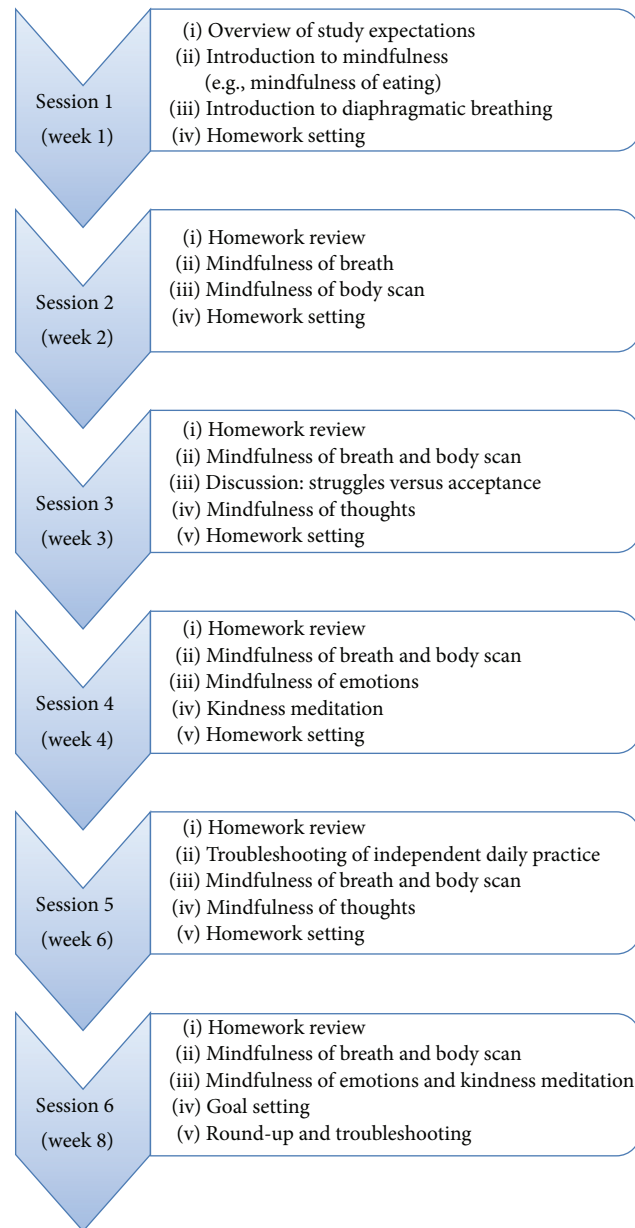 Session 1
(week 1)
(i) Overview of study expectations
(ii) Introduction to mindfulness
(e.g., mindfulness of eating)
(iii) Introduction to diaphragmatic breathing
(iv) Homework setting
Session 2
(week 2)
(i) Homework review
(ii) Mindfulness of breath
(iii) Mindfulness of body scan
(iv) Homework setting
Session 3
(week 3)
(i) Homework review
(ii) Mindfulness of breath and body scan
(iii) Discussion: struggles versus acceptance
(iv) Mindfulness of thoughts
(v) Homework setting
Session 4
(week 4)
(i) Homework review
(ii) Mindfulness of breath and body scan
(iii) Mindfulness of emotions
(iv) Kindness meditation
(v) Homework setting
Session 5
(week 6)
(i) Homework review
(ii) Troubleshooting of independent daily practice
(iii) Mindfulness of breath and body scan
(iv) Mindfulness of thoughts
(v) Homework setting
Session 6
(week 8)
(i) Homework review
(ii) Mindfulness of breath and body scan
(iii) Mindfulness of emotions and kindness meditation
(iv) Goal setting
(v) Round-up and troubleshooting